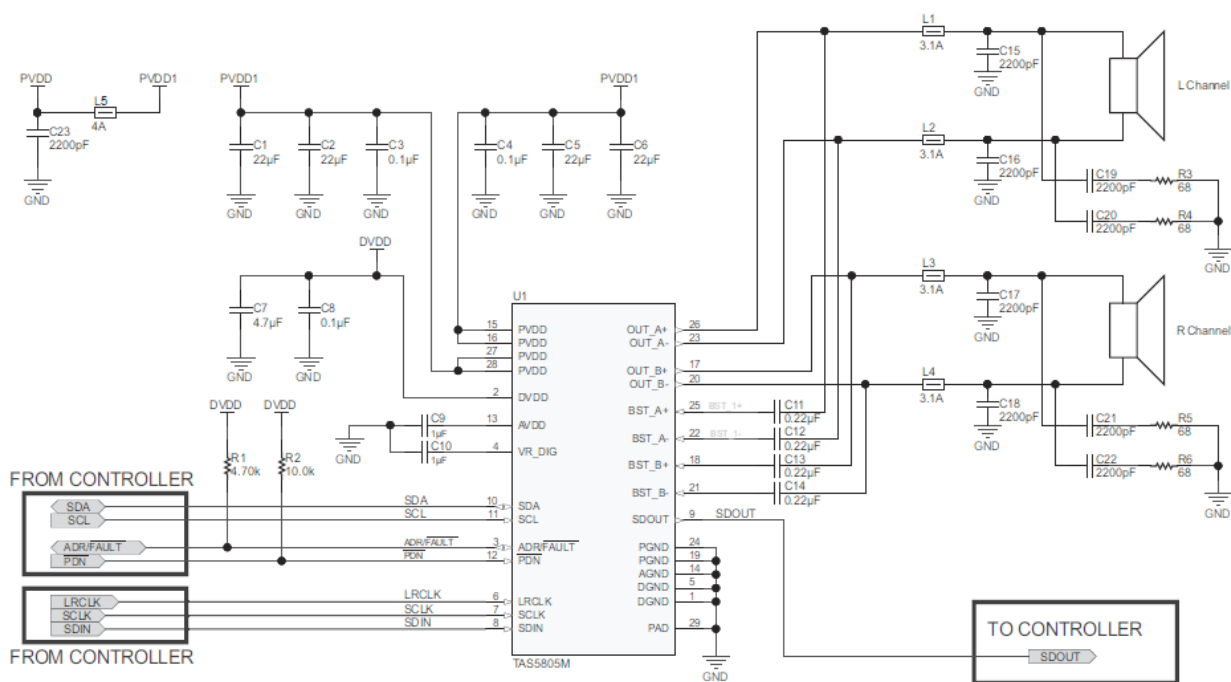 PVDD
PVDD1
L5
4A
C23
2200pF
GND
PVDD1
C1
22µF
C2
22µF
C3
0.1µF
GND
GND
GND
PVDD1
C4
0.1µF
C5
22µF
C6
22µF
GND
GND
GND
L1
3.1A
C15
2200pF
GND
L Channel
L2
3.1A
C16
2200pF
GND
C19
2200pF
R3
68
C20
2200pF
R4
68
GND
DVDD
C7
4.7µF
C8
0.1µF
GND
GND
L3
3.1A
C17
2200pF
GND
R Channel
L4
3.1A
C18
2200pF
GND
C21
2200pF
R5
68
C22
2200pF
R6
68
GND
DVDD
DVDD
R1
4.70k
R2
10.0k
C9
1µF
C10
1µF
GND
U1
15 PVDD
16 PVDD
27 PVDD
28 PVDD
2 DVDD
13 AVDD
4 VR_DIG
SDA 10 SDA
SCL 11 SCL
ADR/FAULT 3 ADR/FAULT
PDN 12 PDN
LRCLK 6 LRCLK
SCLK 7 SCLK
SDIN 8 SDIN
OUT_A+ 26
OUT_A- 23
OUT_B+ 17
OUT_B- 20
BST_A+ 25 BST_1+ C11
0.22µF
BST_A- 22 BST_1- C12
0.22µF
BST_B+ 18 C13
0.22µF
BST_B- 21 C14
0.22µF
SDOUT 9 SDOUT
PGND 24
PGND 19
AGND 14
DGND 5
DGND 1
PAD 29
GND
TAS5805M
FROM CONTROLLER
SDA
SCL
ADR/FAULT
PDN
LRCLK
SCLK
SDIN
FROM CONTROLLER
TO CONTROLLER
SDOUT